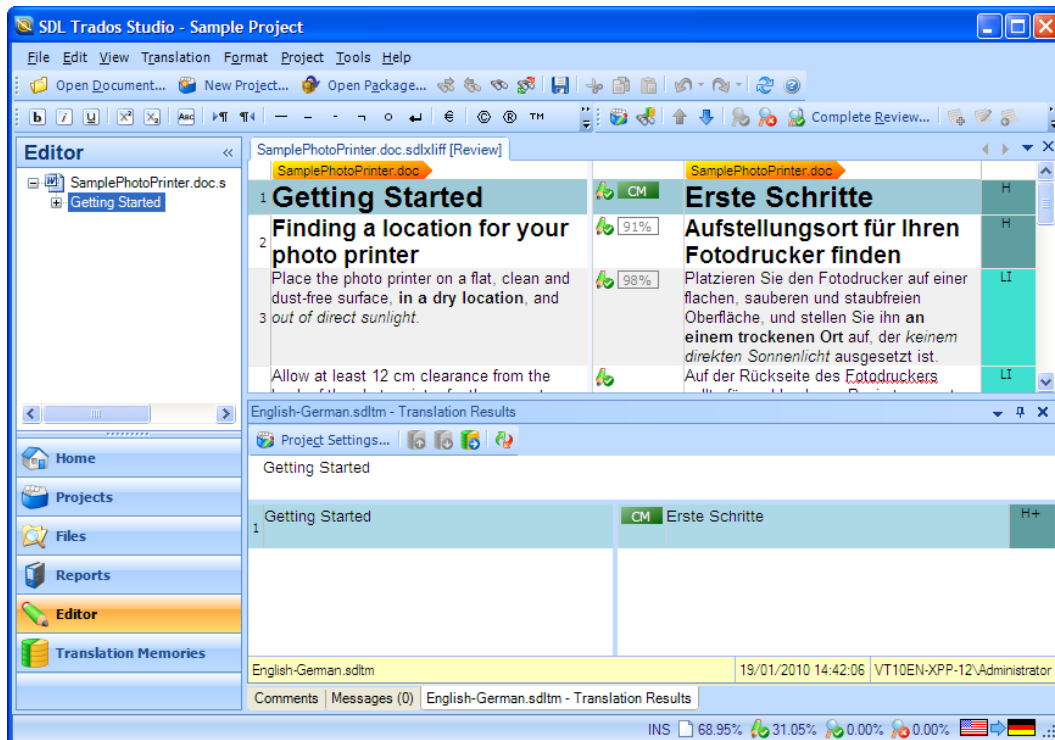 SDL Trados Studio - Sample Project
File Edit View Translation Format Project Tools Help
Open Document... New Project... Open Package...
b i U X² X₂ ABC ▶¶ ¶◀ — – - ¬ ○ ↵ € © ® TM Complete Review...
Editor «
SamplePhotoPrinter.doc.s
Getting Started
SamplePhotoPrinter.doc.sdlxliff [Review]
SamplePhotoPrinter.doc SamplePhotoPrinter.doc
1 Getting Started CM Erste Schritte H
2 Finding a location for your photo printer 91% Aufstellungsort für Ihren Fotodrucker finden H
3 Place the photo printer on a flat, clean and dust-free surface, in a dry location, and out of direct sunlight. 98% Platzieren Sie den Fotodrucker auf einer flachen, sauberen und staubfreien Oberfläche, und stellen Sie ihn an einem trockenen Ort auf, der keinem direkten Sonnenlicht ausgesetzt ist. LI
Allow at least 12 cm clearance from the Auf der Rückseite des Fotodruckers LI
Home
Projects
Files
Reports
Editor
Translation Memories
English-German.sdltm - Translation Results
Project Settings...
Getting Started
1 Getting Started CM Erste Schritte H+
English-German.sdltm 19/01/2010 14:42:06 VT10EN-XPP-12\Administrator
Comments Messages (0) English-German.sdltm - Translation Results
INS 68.95% 31.05% 0.00% 0.00%